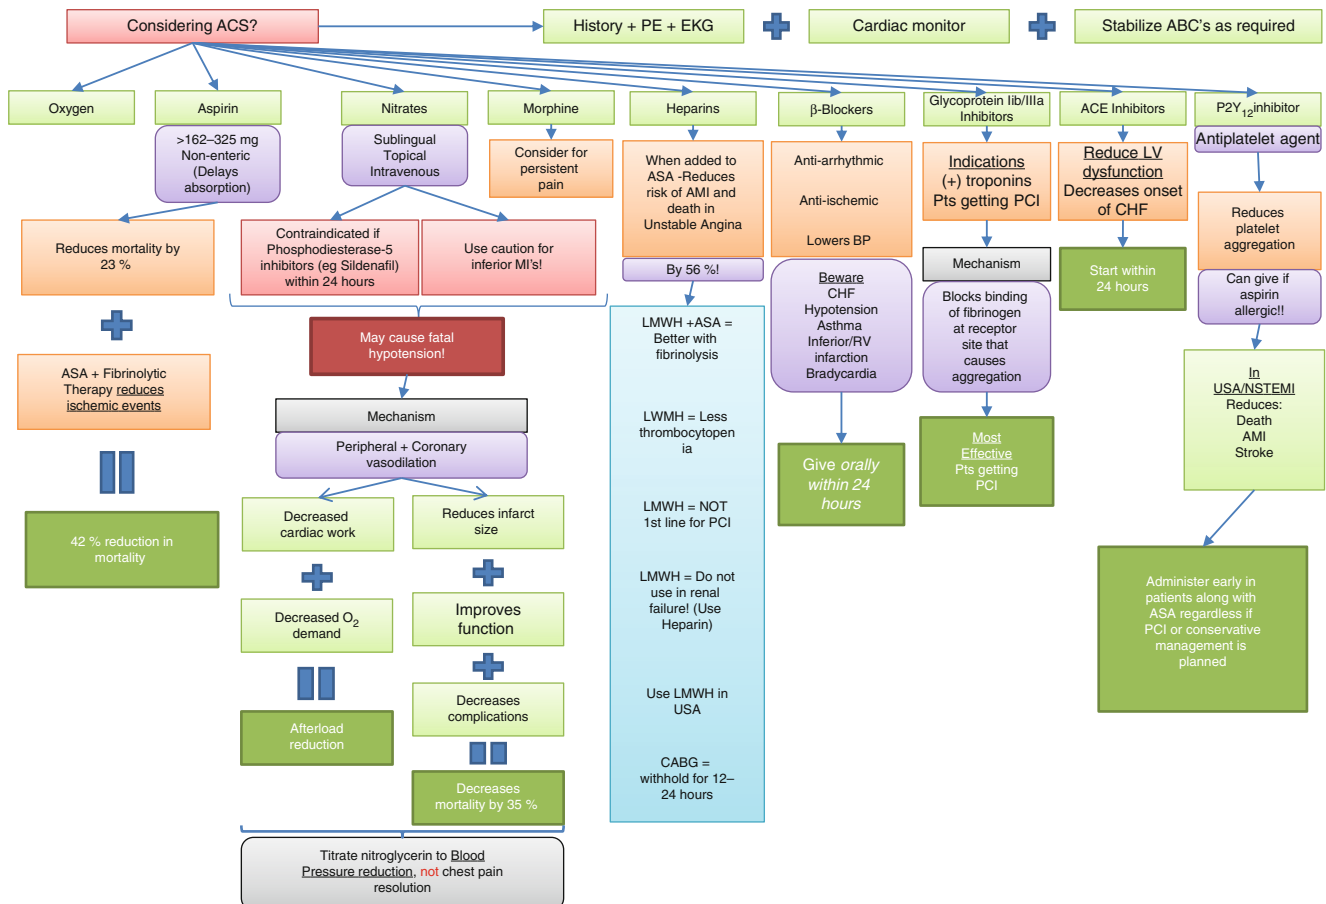 Considering ACS?
History + PE + EKG
Cardiac monitor
Stabilize ABC's as required
Oxygen
Aspirin
>162–325 mg
Non-enteric
(Delays
absorption)
Reduces mortality by
23 %
ASA + Fibrinolytic
Therapy reduces
ischemic events
42 % reduction in
mortality
Nitrates
Sublingual
Topical
Intravenous
Contraindicated if
Phosphodiesterase-5
inhibitors (eg Sildenafil)
within 24 hours
Use caution for
inferior MI's!
May cause fatal
hypotension!
Mechanism
Peripheral + Coronary
vasodilation
Decreased
cardiac work
Decreased O2
demand
Afterload
reduction
Reduces infarct
size
Improves
function
Decreases
complications
Decreases
mortality by 35 %
Titrate nitroglycerin to Blood
Pressure reduction, not chest pain
resolution
Morphine
Consider for
persistent
pain
Heparins
When added to
ASA -Reduces
risk of AMI and
death in
Unstable Angina
By 56 %!
LMWH +ASA =
Better with
fibrinolysis
LWMH = Less
thrombocytopen
ia
LMWH = NOT
1st line for PCI
LMWH = Do not
use in renal
failure! (Use
Heparin)
Use LMWH in
USA
CABG =
withhold for 12–
24 hours
β-Blockers
Anti-arrhythmic
Anti-ischemic
Lowers BP
Beware
CHF
Hypotension
Asthma
Inferior/RV
infarction
Bradycardia
Give orally
within 24
hours
Glycoprotein Iib/IIIa
Inhibitors
Indications
(+) troponins
Pts getting PCI
Mechanism
Blocks binding
of fibrinogen
at receptor
site that
causes
aggregation
Most
Effective
Pts getting
PCI
ACE Inhibitors
Reduce LV
dysfunction
Decreases onset
of CHF
Start within
24 hours
P2Y12inhibitor
Antiplatelet agent
Reduces
platelet
aggregation
Can give if
aspirin
allergic!!
In
USA/NSTEMI
Reduces:
Death
AMI
Stroke
Administer early in
patients along with
ASA regardless if
PCI or conservative
management is
planned